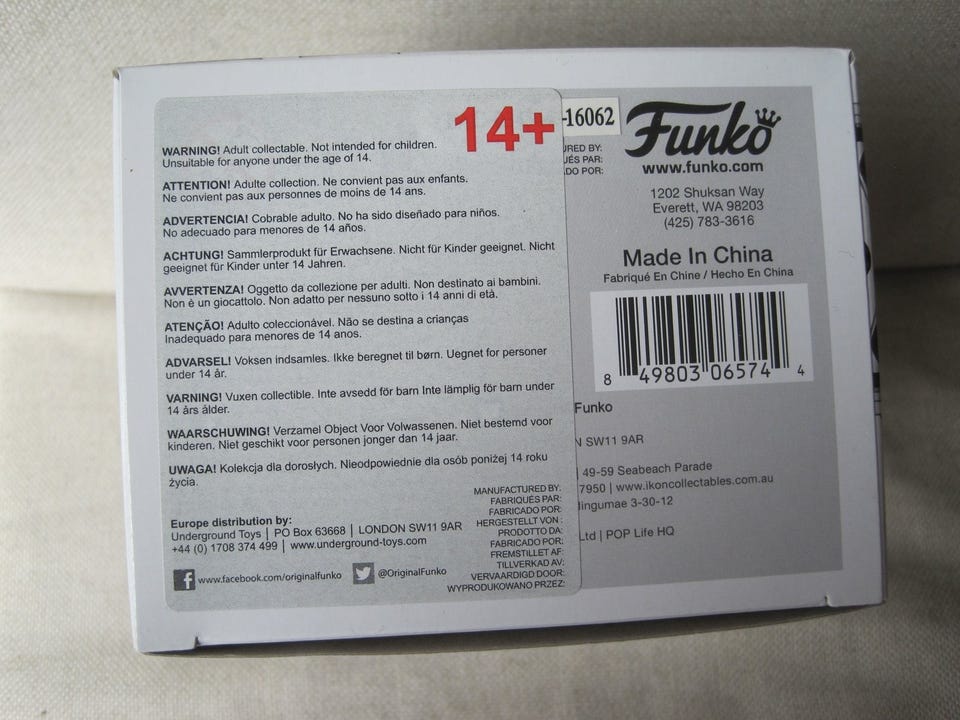 14+
WARNING! Adult collectable. Not intended for children.
Unsuitable for anyone under the age of 14.
ATTENTION! Adulte collection. Ne convient pas aux enfants.
Ne convient pas aux personnes de moins de 14 ans.
ADVERTENCIA! Cobrable adulto. No ha sido diseñado para niños.
No adecuado para menores de 14 años.
ACHTUNG! Sammlerprodukt für Erwachsene. Nicht für Kinder geeignet. Nicht
geeignet für Kinder unter 14 Jahren.
AVVERTENZA! Oggetto da collezione per adulti. Non destinato ai bambini.
Non è un giocattolo. Non adatto per nessuno sotto i 14 anni di età.
ATENÇÃO! Adulto coleccionável. Não se destina a crianças
Inadequado para menores de 14 anos.
ADVARSEL! Voksen indsamles. Ikke beregnet til børn. Uegnet for personer
under 14 år.
VARNING! Vuxen collectible. Inte avsedd för barn Inte lämplig för barn under
14 års ålder.
WAARSCHUWING! Verzamel Object Voor Volwassenen. Niet bestemd voor
kinderen. Niet geschikt voor personen jonger dan 14 jaar.
UWAGA! Kolekcja dla dorosłych. Nieodpowiednie dla osób poniżej 14 roku
życia.
Europe distribution by:
Underground Toys | PO Box 63668 | LONDON SW11 9AR
+44 (0) 1708 374 499 | www.underground-toys.com
f www.facebook.com/originalfunko @OriginalFunko
MANUFACTURED BY:
FABRIQUÉS PAR:
FABRICADO POR:
HERGESTELLT VON :
PRODOTTO DA:
FABRICADO POR:
FREMSTILLET AF:
TILLVERKAD AV:
VERVAARDIGD DOOR:
WYPRODUKOWANO PRZEZ:
-16062
Funko
URED BY:
UÉS PAR:
DO POR:
www.funko.com
1202 Shuksan Way
Everett, WA 98203
(425) 783-3616
Made In China
Fabriqué En Chine / Hecho En China
8 49803 06574 4
Funko
N SW11 9AR
| 49-59 Seabeach Parade
7950 | www.ikoncollectables.com.au
lingumae 3-30-12
Ltd | POP Life HQ